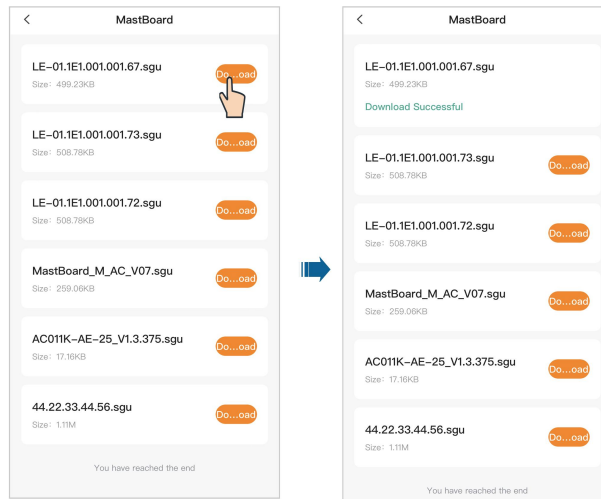 MastBoard
LE-01.1E1.001.001.67.sgu
Size: 499.23KB
Do...oad
LE-01.1E1.001.001.73.sgu
Size: 508.78KB
Do...oad
LE-01.1E1.001.001.72.sgu
Size: 508.78KB
Do...oad
MastBoard_M_AC_V07.sgu
Size: 259.06KB
Do...oad
AC011K-AE-25_V1.3.375.sgu
Size: 17.16KB
Do...oad
44.22.33.44.56.sgu
Size: 1.11M
Do...oad
You have reached the end
MastBoard
LE-01.1E1.001.001.67.sgu
Size: 499.23KB
Download Successful
LE-01.1E1.001.001.73.sgu
Size: 508.78KB
Do...oad
LE-01.1E1.001.001.72.sgu
Size: 508.78KB
Do...oad
MastBoard_M_AC_V07.sgu
Size: 259.06KB
Do...oad
AC011K-AE-25_V1.3.375.sgu
Size: 17.16KB
Do...oad
44.22.33.44.56.sgu
Size: 1.11M
Do...oad
You have reached the end